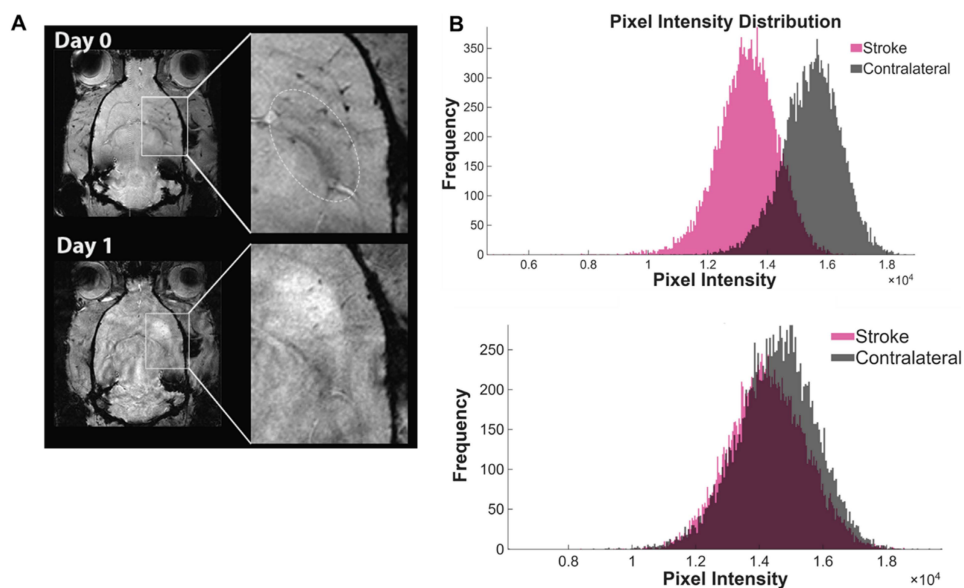 A
Day 0
Day 1
B
Pixel Intensity Distribution
Stroke
Contralateral
Frequency
350
300
250
200
150
100
50
0
0.6
0.8
1
1.2
1.4
1.6
1.8
×10⁴
Pixel Intensity
Stroke
Contralateral
Frequency
250
200
150
100
50
0
0.8
1
1.2
1.4
1.6
1.8
×10⁴
Pixel Intensity